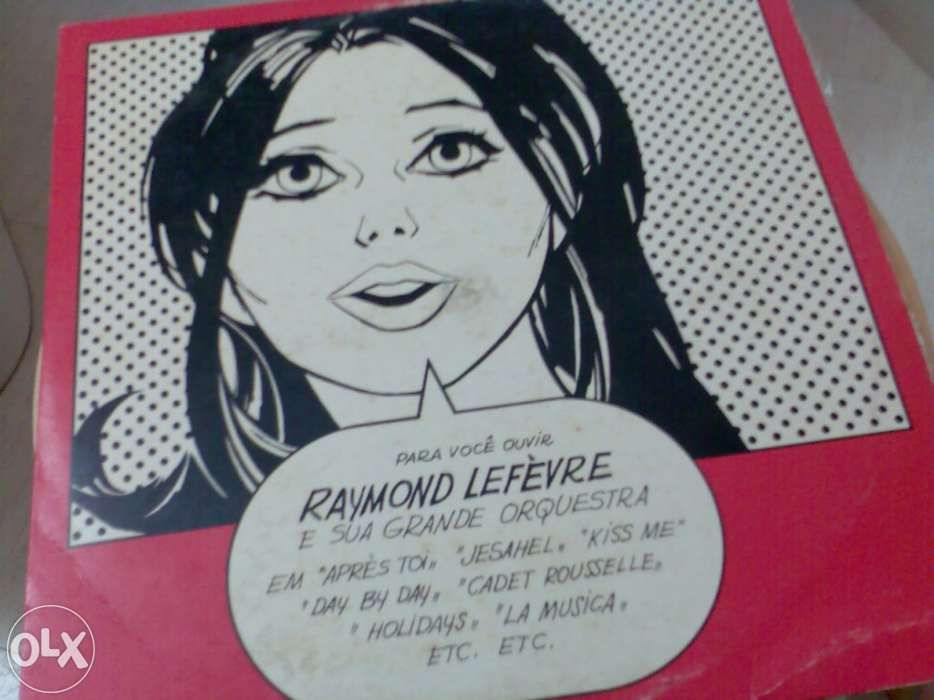 PARA VOCÊ OUVIR
RAYMOND LEFÈVRE
E SUA GRANDE ORQUESTRA
EM "APRÈS TOI", "JESAHEL", "KISS ME"
"DAY BY DAY", "CADET ROUSSELLE",
"HOLIDAYS", "LA MUSICA",
ETC. ETC.
OLX